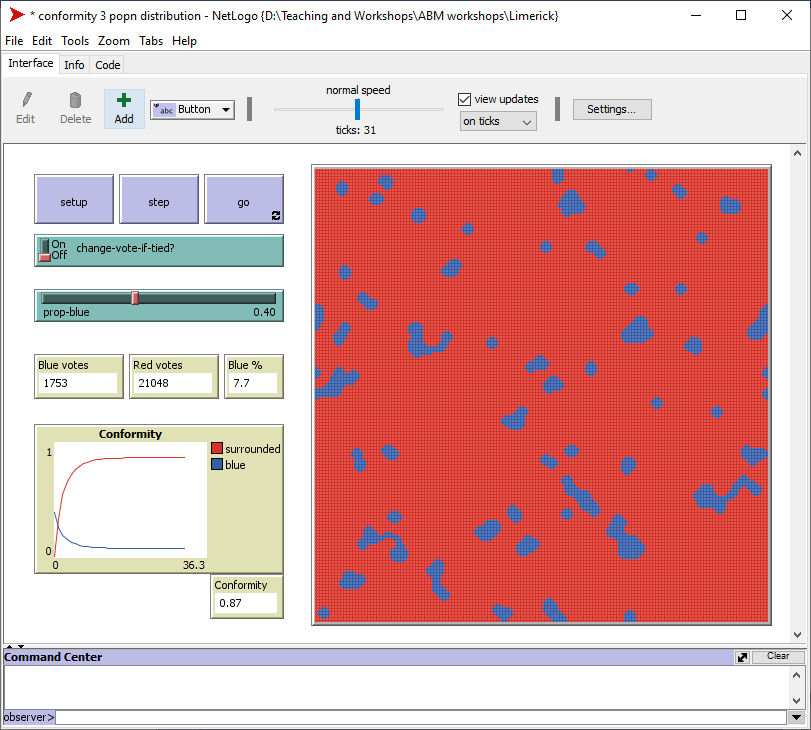 * conformity 3 popn distribution - NetLogo {D:\Teaching and Workshops\ABM workshops\Limerick}
File Edit Tools Zoom Tabs Help
Interface Info Code
Edit Delete Add
abc Button
normal speed
ticks: 31
view updates
on ticks
Settings...
setup step go
On
Off
change-vote-if-tied?
prop-blue 0.40
Blue votes
1753
Red votes
21048
Blue %
7.7
Conformity
1
0
0 36.3
surrounded
blue
Conformity
0.87
Command Center
Clear
observer>